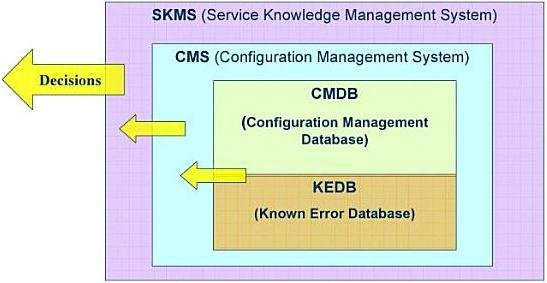 SKMS (Service Knowledge Management System)
CMS (Configuration Management System)
Decisions
CMDB
(Configuration Management
Database)
KEDB
(Known Error Database)